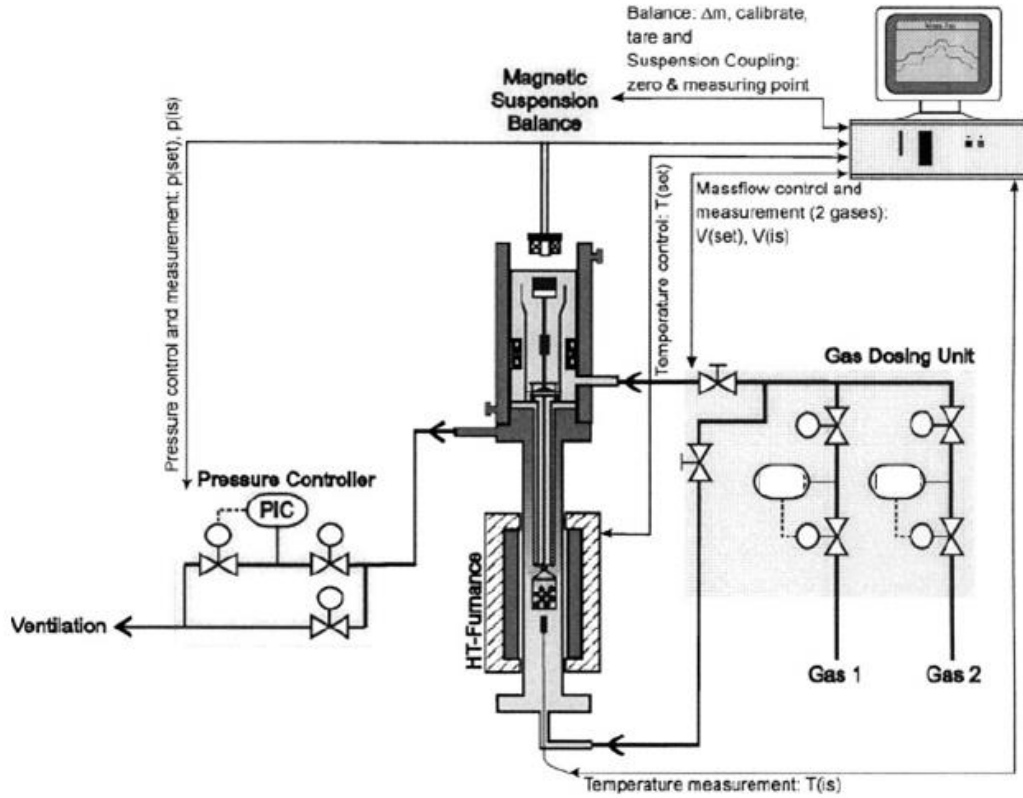 Balance: Δm, calibrate,
tare and
Suspension Coupling:
zero & measuring point
Magnetic
Suspension
Balance
Pressure control and measurement: p(set), p(is)
Temperature control: T(set)
Massflow control and
measurement (2 gases):
V(set), V(is)
Gas Dosing Unit
Pressure Controller
PIC
HT-Furnance
Ventilation
Gas 1
Gas 2
Temperature measurement: T(is)